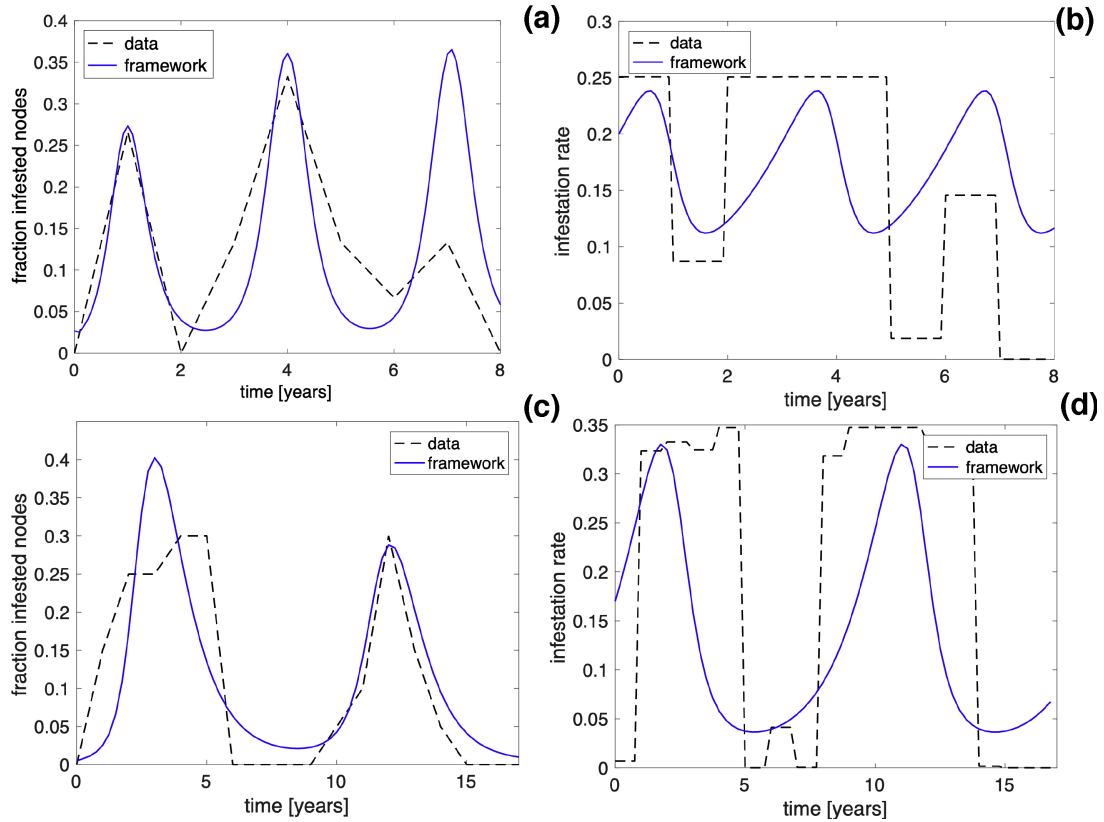 (a)
0.4
0.35
0.3
0.25
0.2
0.15
0.1
0.05
0
fraction infested nodes
data
framework
0 2 4 6 8
time [years]
(b)
0.3
0.25
0.2
0.15
0.1
0.05
0
infestation rate
data
framework
0 2 4 6 8
time [years]
(c)
0.4
0.35
0.3
0.25
0.2
0.15
0.1
0.05
0
fraction infested nodes
data
framework
0 5 10 15
time [years]
(d)
0.35
0.3
0.25
0.2
0.15
0.1
0.05
0
infestation rate
data
framework
0 5 10 15
time [years]